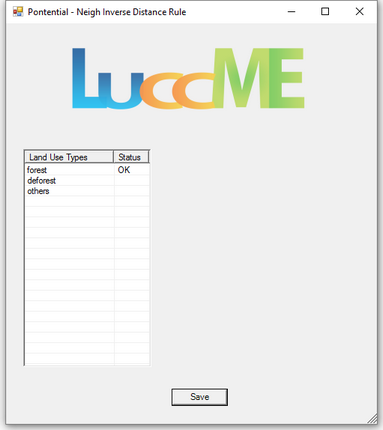 Pontential - Neigh Inverse Distance Rule
LuccME
Land Use Types Status
forest OK
deforest
others
Save